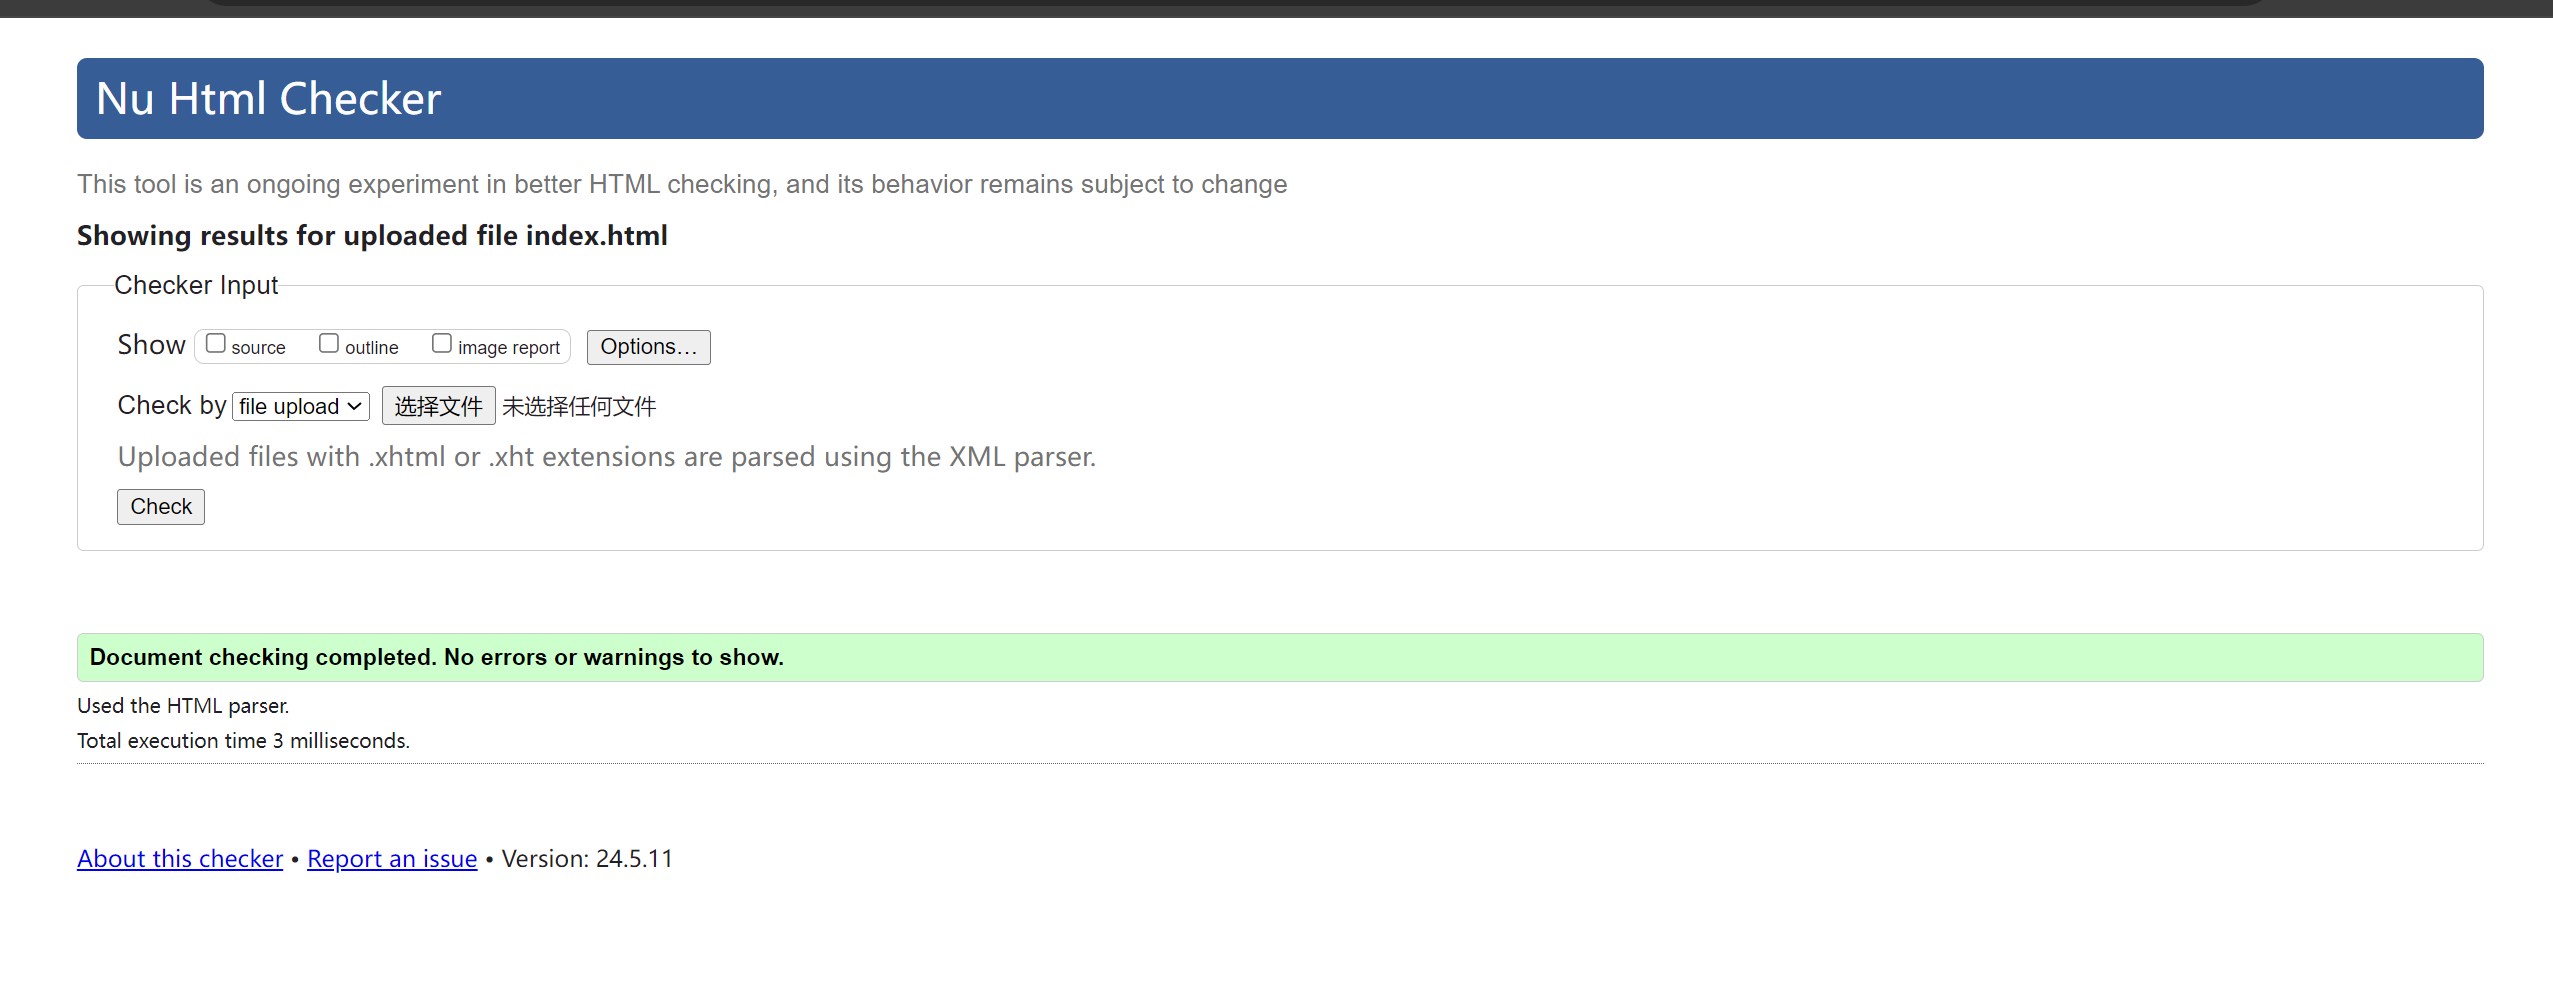 Nu Html Checker
This tool is an ongoing experiment in better HTML checking, and its behavior remains subject to change
Showing results for uploaded file index.html
Checker Input
Show source outline image report Options...
Check by file upload 选择文件 未选择任何文件
Uploaded files with .xhtml or .xht extensions are parsed using the XML parser.
Check
Document checking completed. No errors or warnings to show.
Used the HTML parser.
Total execution time 3 milliseconds.
About this checker • Report an issue • Version: 24.5.11